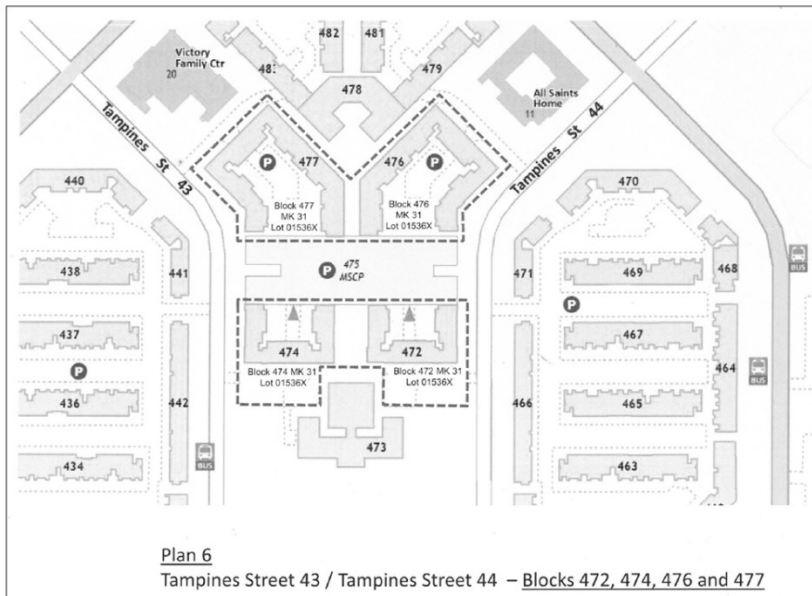 482
481
Victory
Family Ctr
20
48:
479
478
All Saints
Home
11
Tampines St 43
Tampines St 44
P
477
476
P
Block 477
MK 31
Lot 01536X
Block 476
MK 31
Lot 01536X
440
470
438
441
P
475
MSCP
471
469
468
BUS
P
437
474
472
467
464
BUS
P
Block 474 MK 31
Lot 01536X
Block 472 MK 31
Lot 01536X
436
442
466
465
473
BUS
434
463
Plan 6
Tampines Street 43 / Tampines Street 44 – Blocks 472, 474, 476 and 477